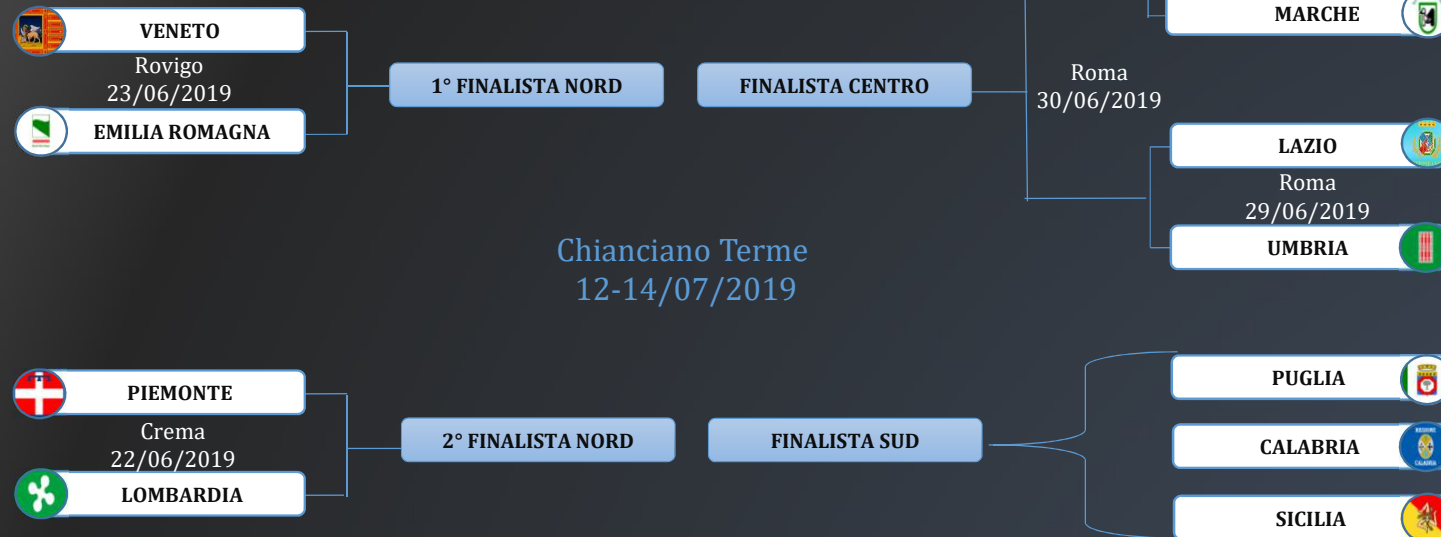 VENETO
Rovigo
23/06/2019
EMILIA ROMAGNA
1° FINALISTA NORD
FINALISTA CENTRO
MARCHE
Roma
30/06/2019
LAZIO
Roma
29/06/2019
UMBRIA
Chianciano Terme
12-14/07/2019
PIEMONTE
Crema
22/06/2019
LOMBARDIA
2° FINALISTA NORD
FINALISTA SUD
PUGLIA
CALABRIA
REGIONE
CALABRIA
SICILIA